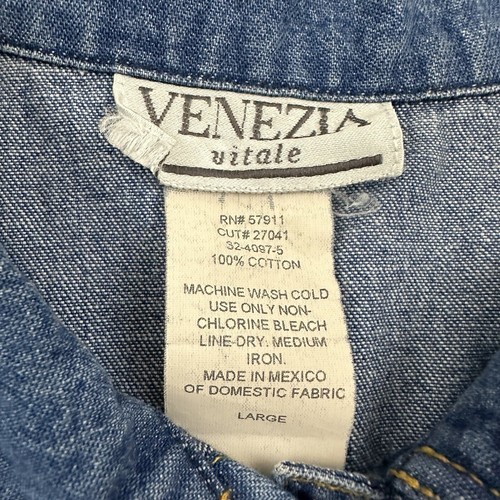 VENEZIA
vitale
RN# 57911
CUT# 27041
32-4097-5
100% COTTON
MACHINE WASH COLD
USE ONLY NON-
CHLORINE BLEACH
LINE DRY. MEDIUM
IRON.
MADE IN MEXICO
OF DOMESTIC FABRIC
LARGE